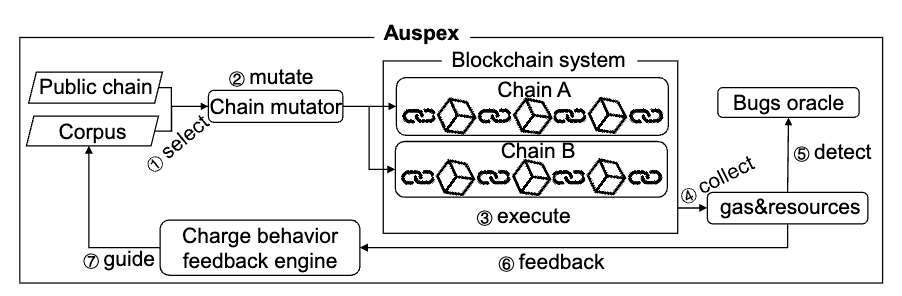 Auspex
Blockchain system
② mutate
Public chain
Chain mutator
Chain A
Bugs oracle
Corpus
① select
Chain B
⑤ detect
④ collect
③ execute
gas&resources
Charge behavior
feedback engine
⑦ guide
⑥ feedback